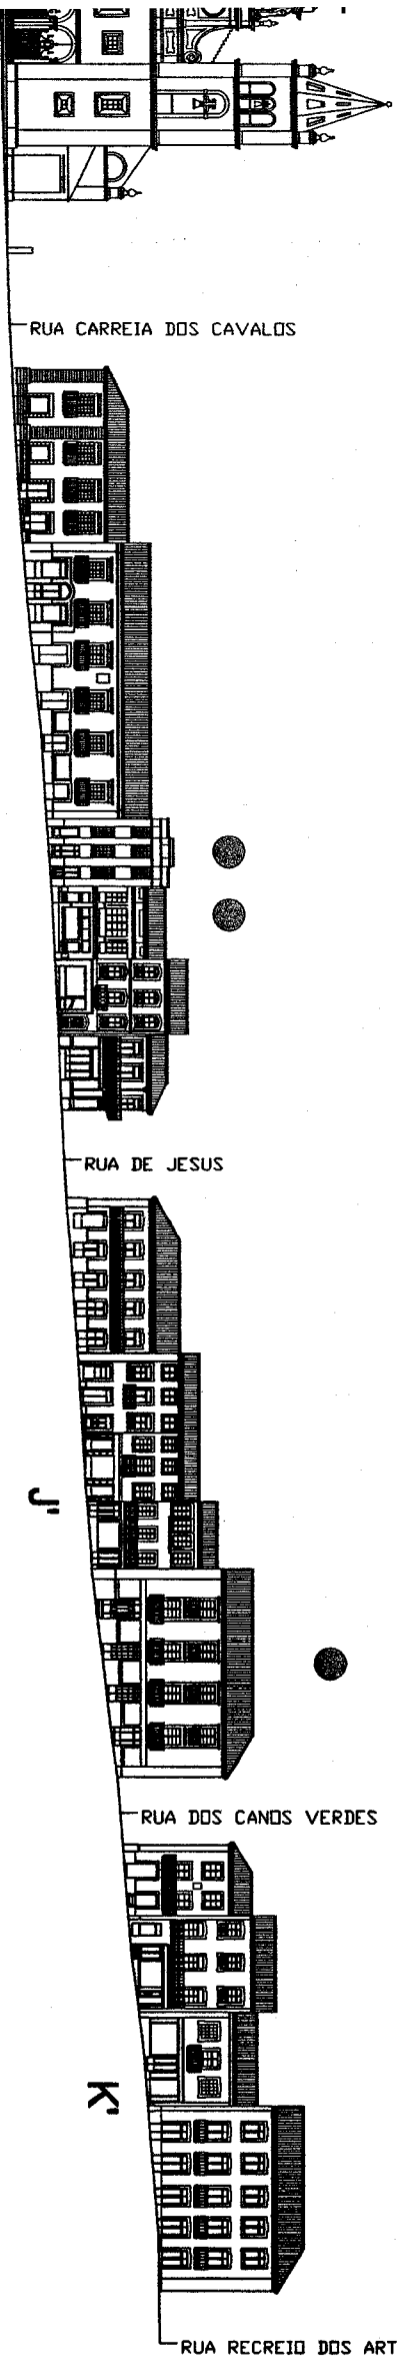 RUA CARREIA DOS CAVALOS
RUA DE JESUS
J'
RUA DOS CANOS VERDES
K'
RUA RECREIO DOS ART